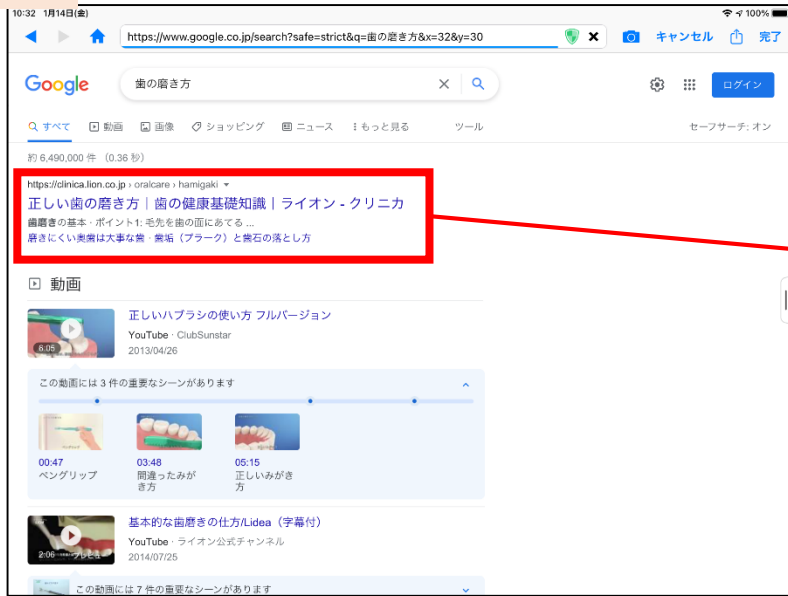 10:32 1月14日(金)
100%
https://www.google.co.jp/search?safe=strict&q=歯の磨き方&x=32&y=30
キャンセル
完了
Google
歯の磨き方
ログイン
すべて
動画
画像
ショッピング
ニュース
もっと見る
ツール
セーフサーチ: オン
約 6,490,000 件 (0.36 秒)
https://clinica.lion.co.jp › oralcare › hamigaki
正しい歯の磨き方｜歯の健康基礎知識｜ライオン - クリニカ
歯磨きの基本 · ポイント1: 毛先を歯の面にあてる ...
磨きにくい奥歯は大事な歯 · 歯垢（プラーク）と歯石の落とし方
動画
正しいハブラシの使い方 フルバージョン
YouTube · ClubSunstar
6:05
2013/04/26
この動画には 3 件の重要なシーンがあります
00:47
ペングリップ
03:48
間違ったみが
き方
05:15
正しいみがき
方
基本的な歯磨きの仕方/Lidea（字幕付）
YouTube · ライオン公式チャンネル
2:06
プレビュー
2014/07/25
この動画には 7 件の重要なシーンがあります